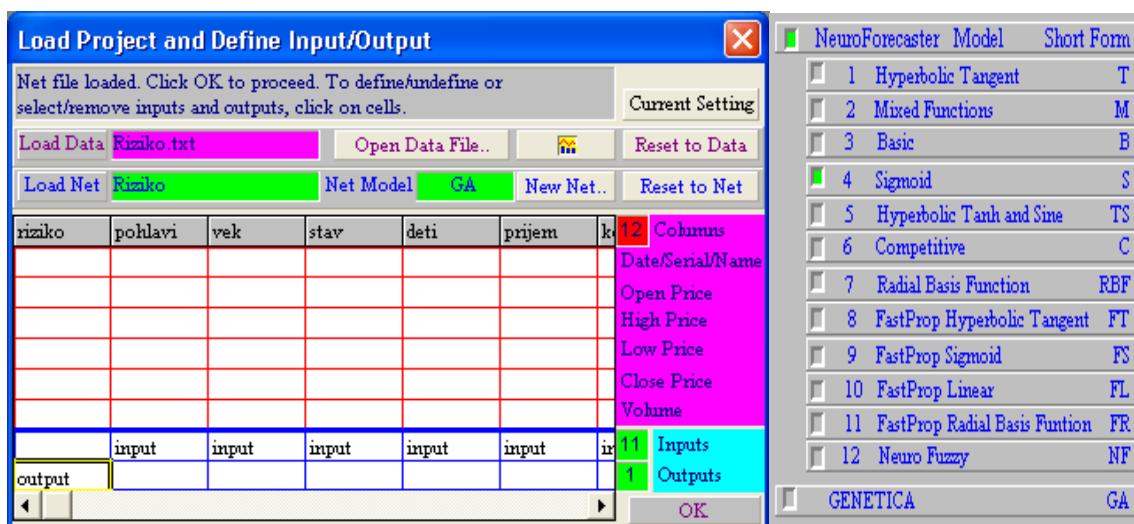 Load Project and Define Input/Output
Net file loaded. Click OK to proceed. To define/undefine or
select/remove inputs and outputs, click on cells.
Current Setting
Load Data Riziko.txt Open Data File.. Reset to Data
Load Net Riziko Net Model GA New Net.. Reset to Net
riziko pohlavi vek stav deti prijem
12 Columns
Date/Serial/Name
Open Price
High Price
Low Price
Close Price
Volume
input input input input input
11 Inputs
output
1 Outputs
OK
NeuroForecaster Model Short Form
1 Hyperbolic Tangent T
2 Mixed Functions M
3 Basic B
4 Sigmoid S
5 Hyperbolic Tanh and Sine TS
6 Competitive C
7 Radial Basis Function RBF
8 FastProp Hyperbolic Tangent FT
9 FastProp Sigmoid FS
10 FastProp Linear FL
11 FastProp Radial Basis Funtion FR
12 Neuro Fuzzy NF
GENETICA GA